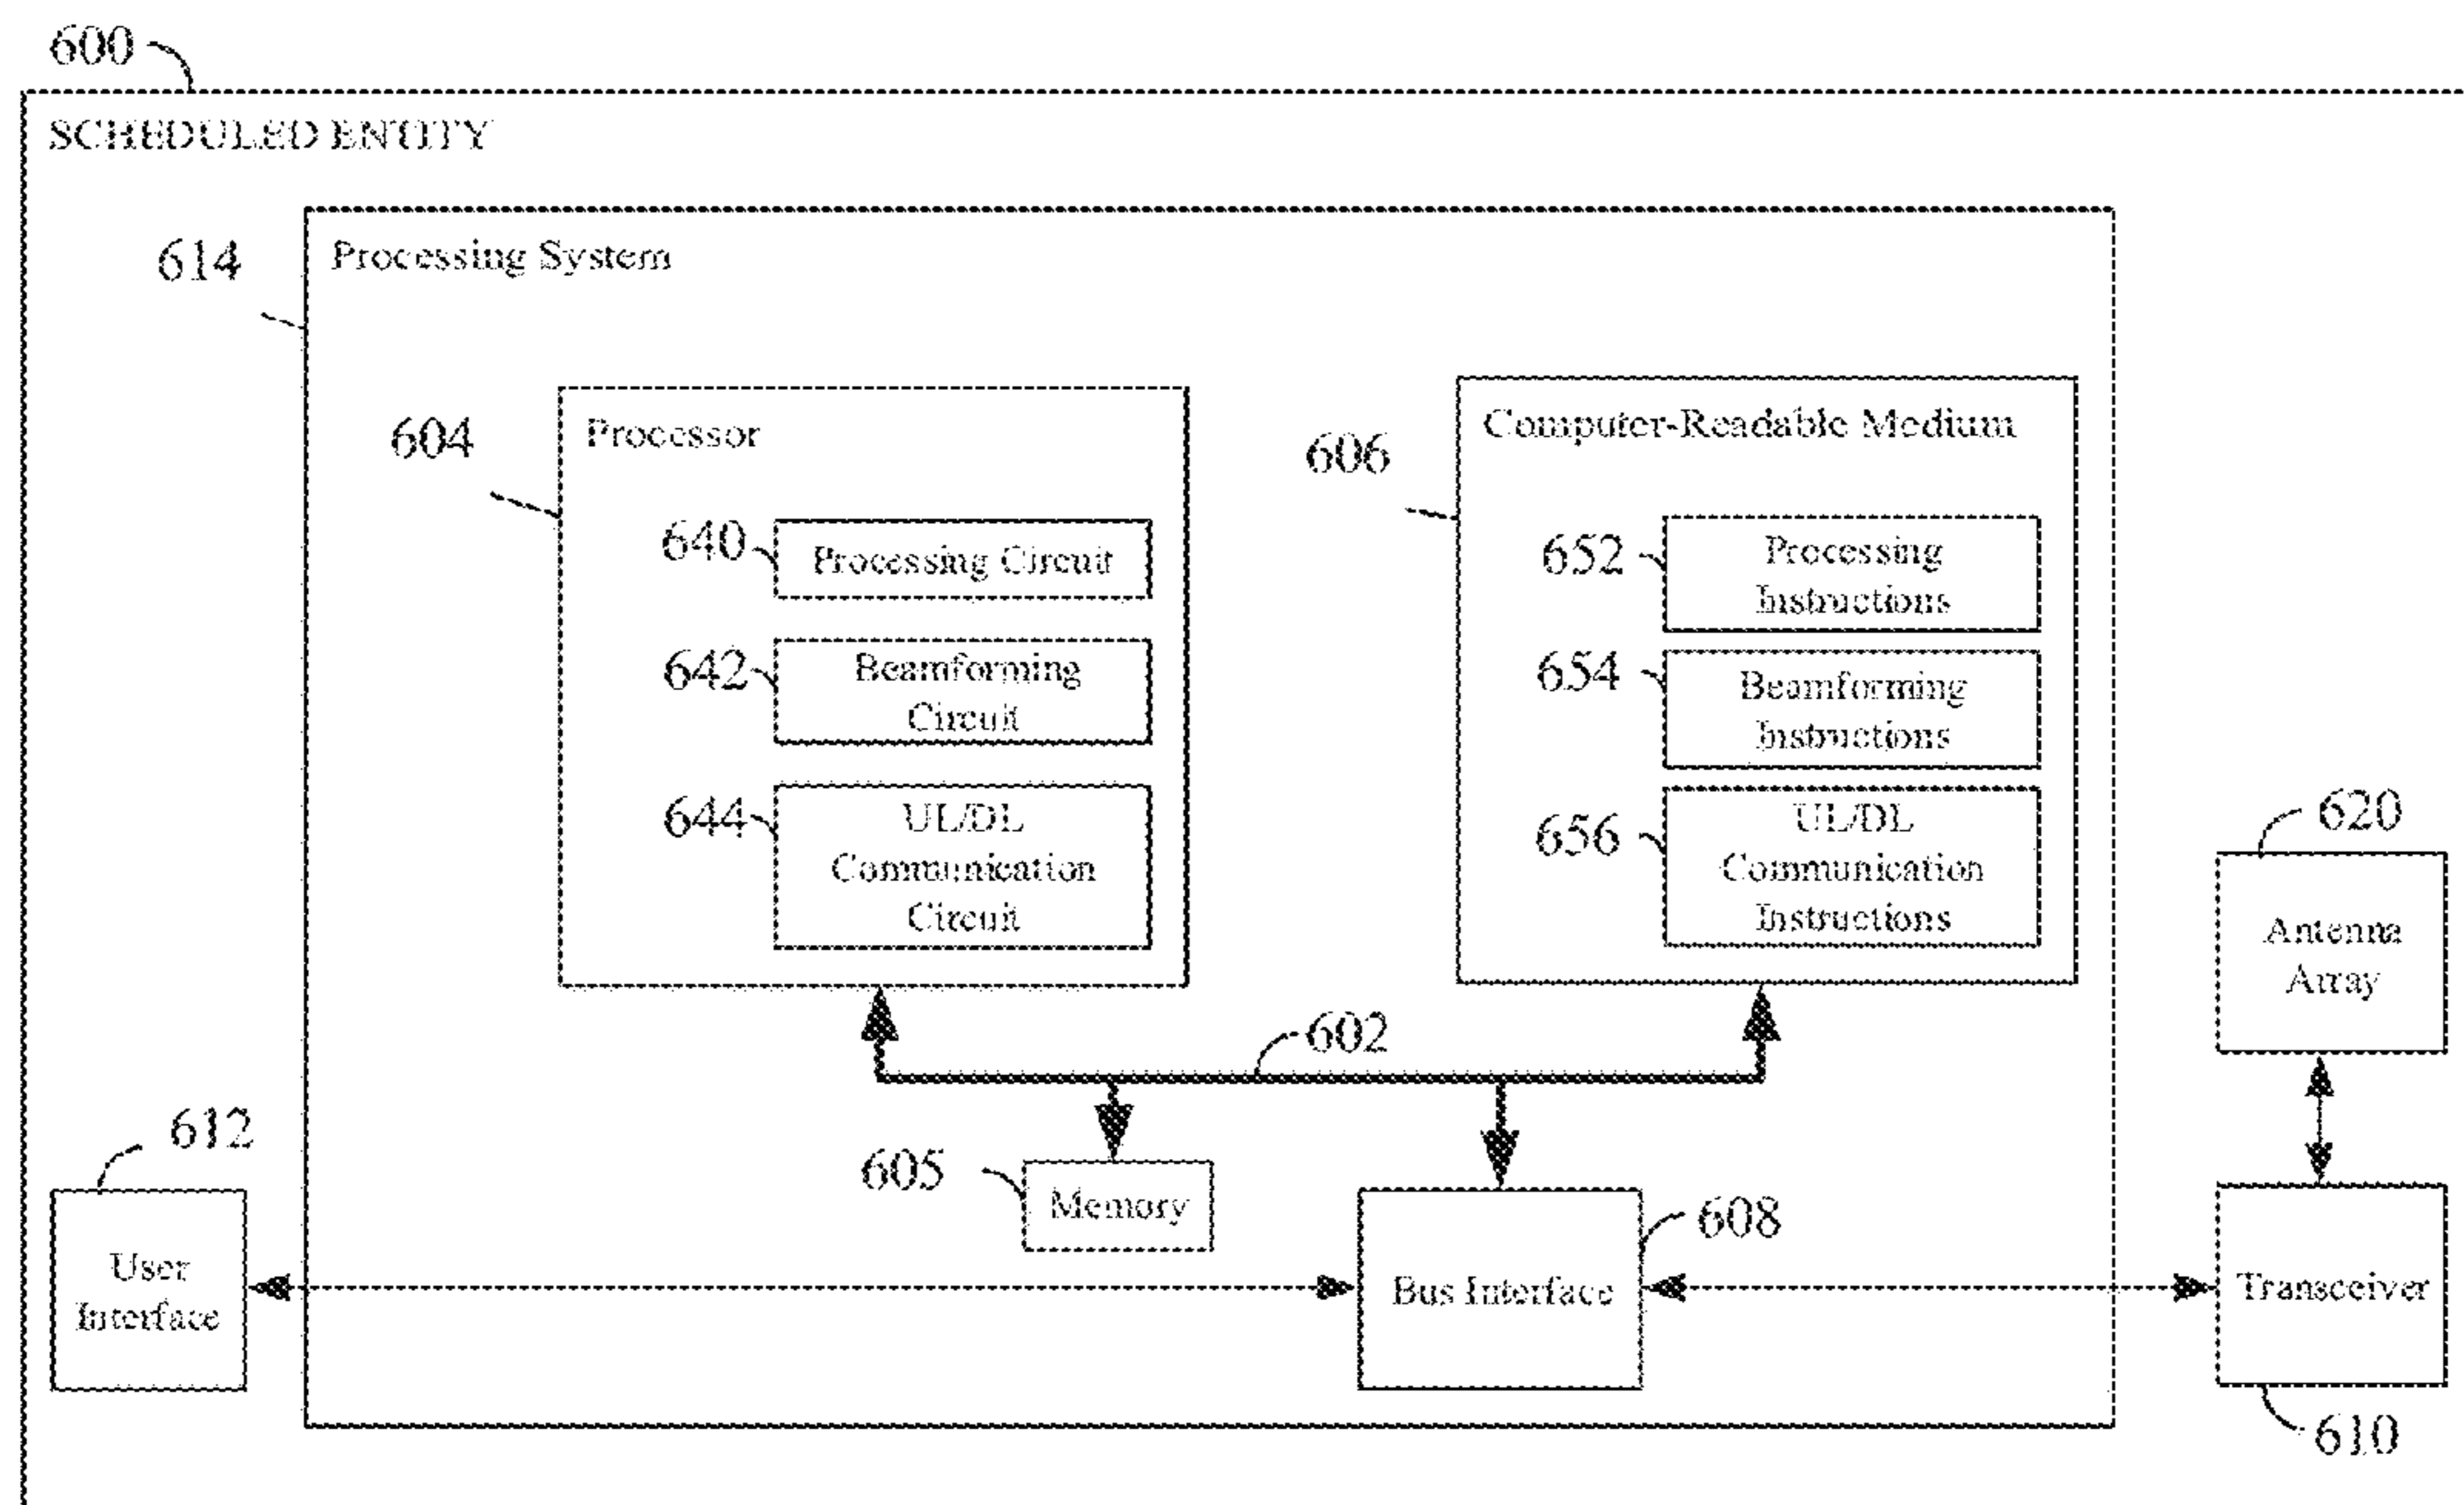 600
SCHEDULED ENTITY
614
Processing System
604
Processor
640
Processing Circuit
642
Beamforming
Circuit
644
UL/DL
Communication
Circuit
606
Computer-Readable Medium
652
Processing
Instructions
654
Beamforming
Instructions
656
UL/DL
Communication
Instructions
620
Antenna
Array
602
612
User
Interface
605
Memory
608
Bus Interface
Transceiver
610